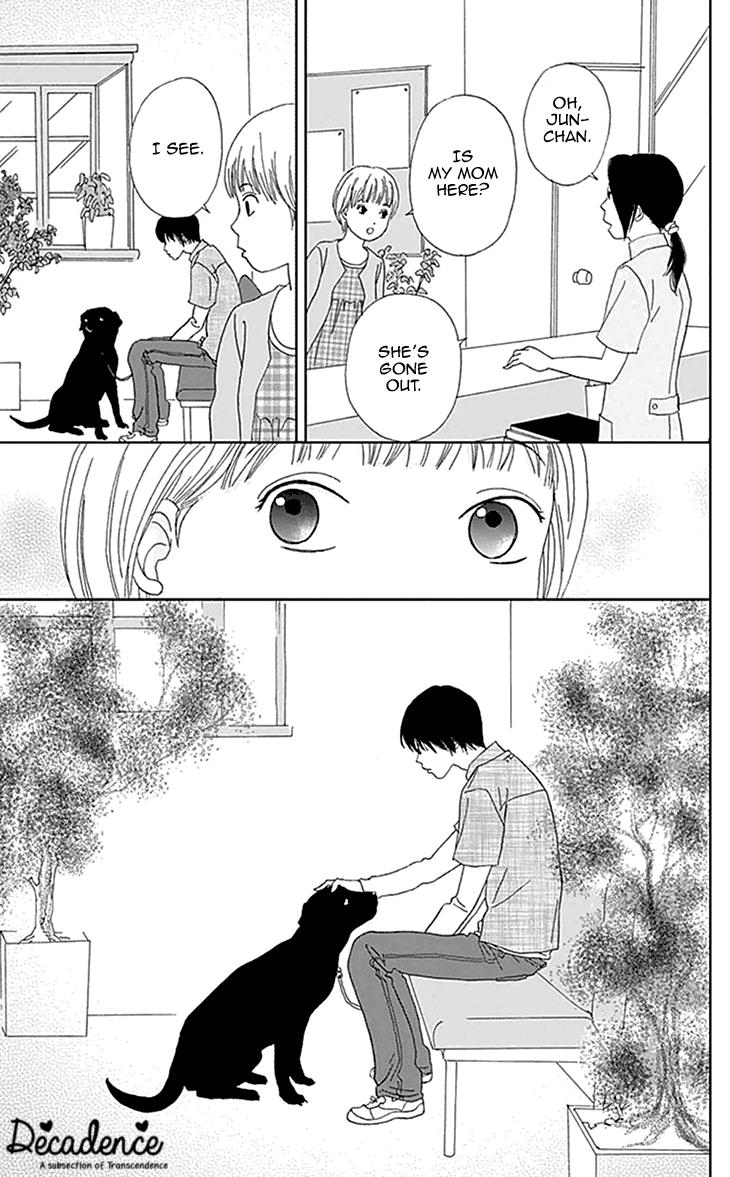 OH,
JUN-
CHAN.
IS
MY MOM
HERE?
SHE'S
GONE
OUT.
I SEE.
Decadence
A subsection of Transcendence